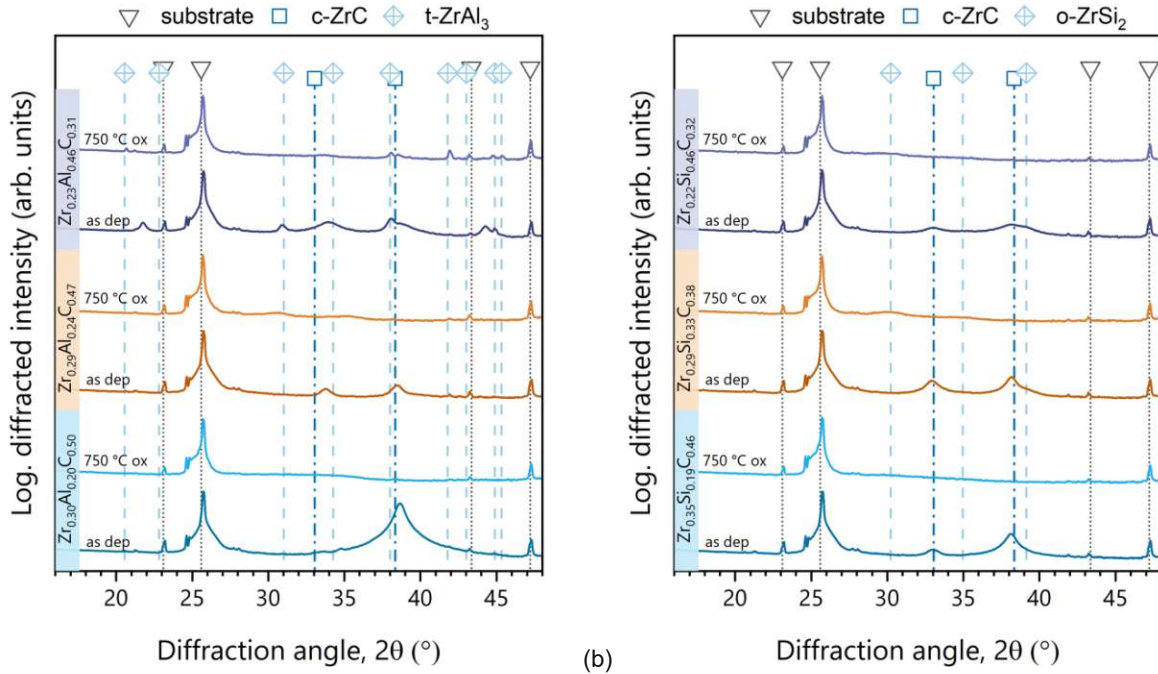 substrate c-ZrC t-ZrAl3
Log. diffracted intensity (arb. units)
Zr0.23Al0.46C0.31
750 °C ox
as dep
Zr0.29Al0.24C0.47
750 °C ox
as dep
Zr0.30Al0.20C0.50
750 °C ox
as dep
20 25 30 35 40 45
Diffraction angle, 2θ (°)
(b)
substrate c-ZrC o-ZrSi2
Log. diffracted intensity (arb. units)
Zr0.22Si0.46C0.32
750 °C ox
as dep
Zr0.29Si0.33C0.38
750 °C ox
as dep
Zr0.35Si0.19C0.46
750 °C ox
as dep
20 25 30 35 40 45
Diffraction angle, 2θ (°)